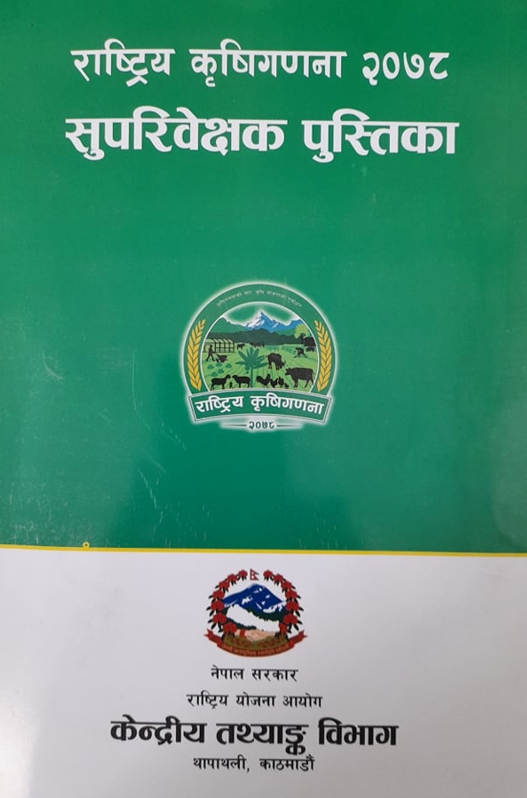 राष्ट्रिय कृषिगणना २०७८
सुपरिवेक्षक पुस्तिका
राष्ट्रिय कृषिगणना
२०७८
नेपाल सरकार
राष्ट्रिय योजना आयोग
केन्द्रीय तथ्याङ्क विभाग
थापाथली, काठमाडौं